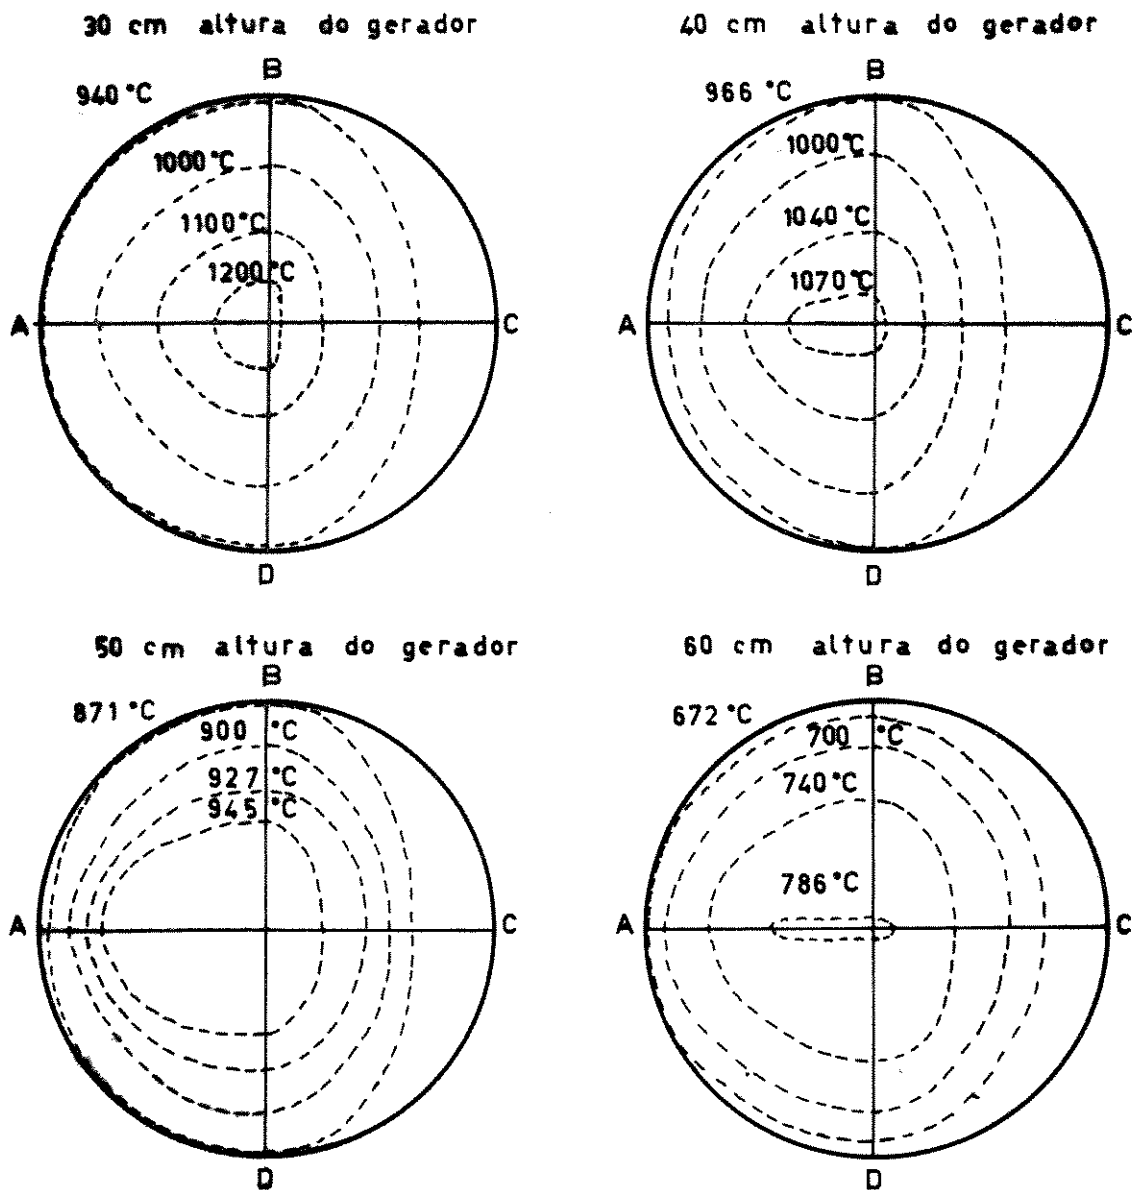 30 cm altura do gerador
B
940 °C
1000 °C
1100 °C
1200 °C
A
C
D
40 cm altura do gerador
B
966 °C
1000 °C
1040 °C
1070 °C
A
C
D
50 cm altura do gerador
B
871 °C
900 °C
927 °C
945 °C
A
C
D
60 cm altura do gerador
B
672 °C
700 °C
740 °C
786 °C
A
C
D